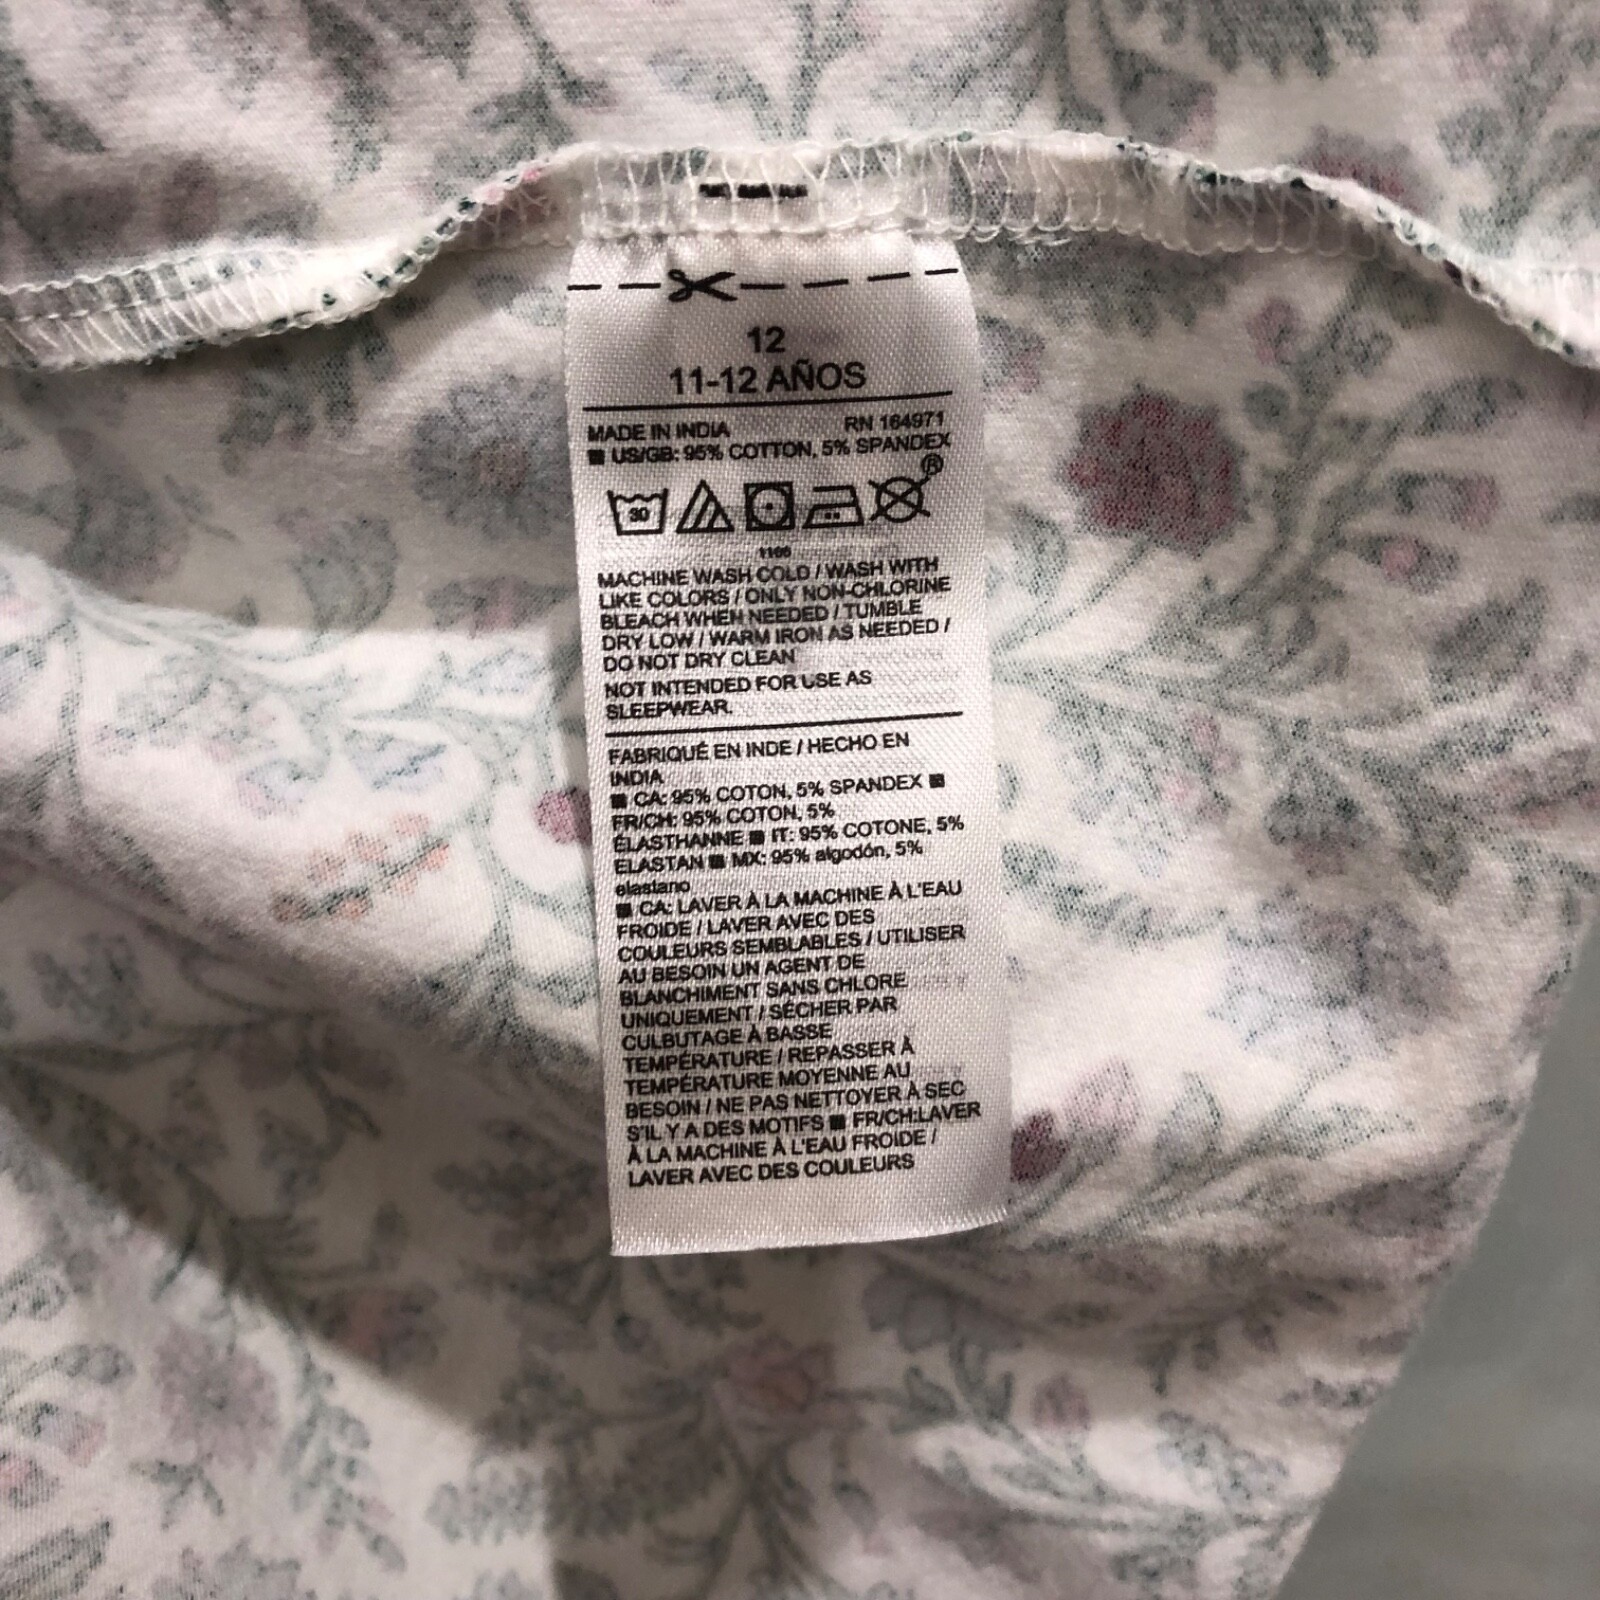 12
11-12 AÑOS
MADE IN INDIA RN 164971
■ US/GB: 95% COTTON, 5% SPANDEX
30
®
1166
MACHINE WASH COLD / WASH WITH
LIKE COLORS / ONLY NON-CHLORINE
BLEACH WHEN NEEDED / TUMBLE
DRY LOW / WARM IRON AS NEEDED /
DO NOT DRY CLEAN
NOT INTENDED FOR USE AS
SLEEPWEAR.
FABRIQUÉ EN INDE / HECHO EN
INDIA
■ CA: 95% COTON, 5% SPANDEX ■
FR/CH: 95% COTON, 5%
ÉLASTHANNE ■ IT: 95% COTONE, 5%
ELASTAN ■ MX: 95% algodón, 5%
elastano
■ CA: LAVER À LA MACHINE À L'EAU
FROIDE / LAVER AVEC DES
COULEURS SEMBLABLES / UTILISER
AU BESOIN UN AGENT DE
BLANCHIMENT SANS CHLORE
UNIQUEMENT / SÉCHER PAR
CULBUTAGE À BASSE
TEMPÉRATURE / REPASSER À
TEMPÉRATURE MOYENNE AU
BESOIN / NE PAS NETTOYER À SEC
S'IL Y A DES MOTIFS ■ FR/CH:LAVER
À LA MACHINE À L'EAU FROIDE /
LAVER AVEC DES COULEURS